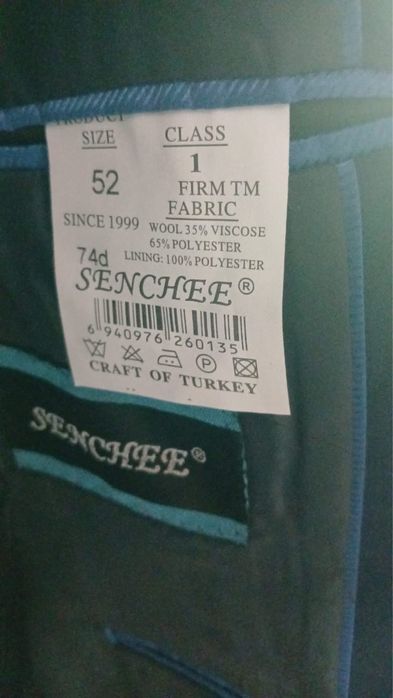 PRODUCT
SIZE
52
CLASS
1
FIRM TM
FABRIC
SINCE 1999
WOOL 35% VISCOSE
65% POLYESTER
74d
LINING: 100% POLYESTER
SENCHEE®
6 940976 260135
P
CRAFT OF TURKEY
SENCHEE®